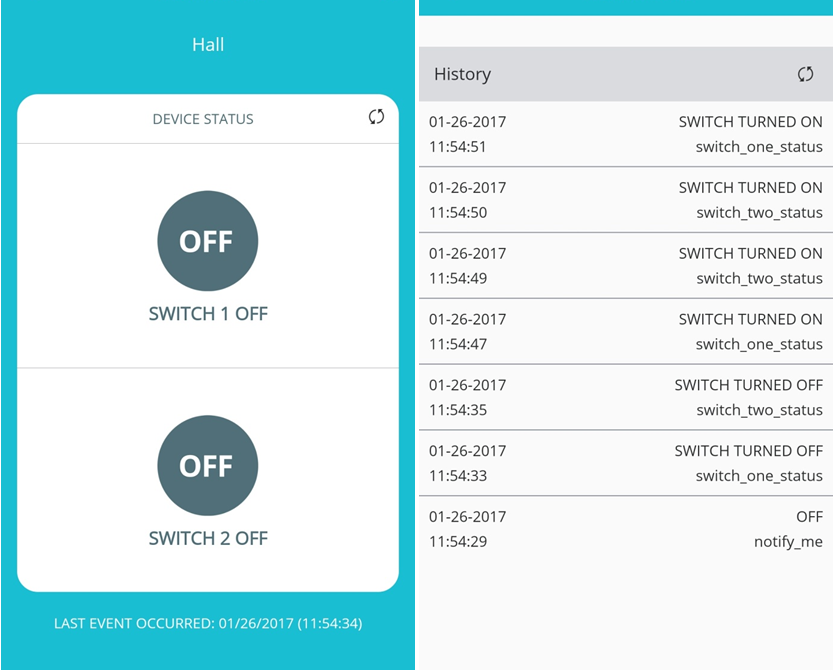 Hall
DEVICE STATUS
OFF
SWITCH 1 OFF
OFF
SWITCH 2 OFF
LAST EVENT OCCURRED: 01/26/2017 (11:54:34)
History
01-26-2017 SWITCH TURNED ON
11:54:51 switch_one_status
01-26-2017 SWITCH TURNED ON
11:54:50 switch_two_status
01-26-2017 SWITCH TURNED ON
11:54:49 switch_two_status
01-26-2017 SWITCH TURNED ON
11:54:47 switch_one_status
01-26-2017 SWITCH TURNED OFF
11:54:35 switch_two_status
01-26-2017 SWITCH TURNED OFF
11:54:33 switch_one_status
01-26-2017 OFF
11:54:29 notify_me